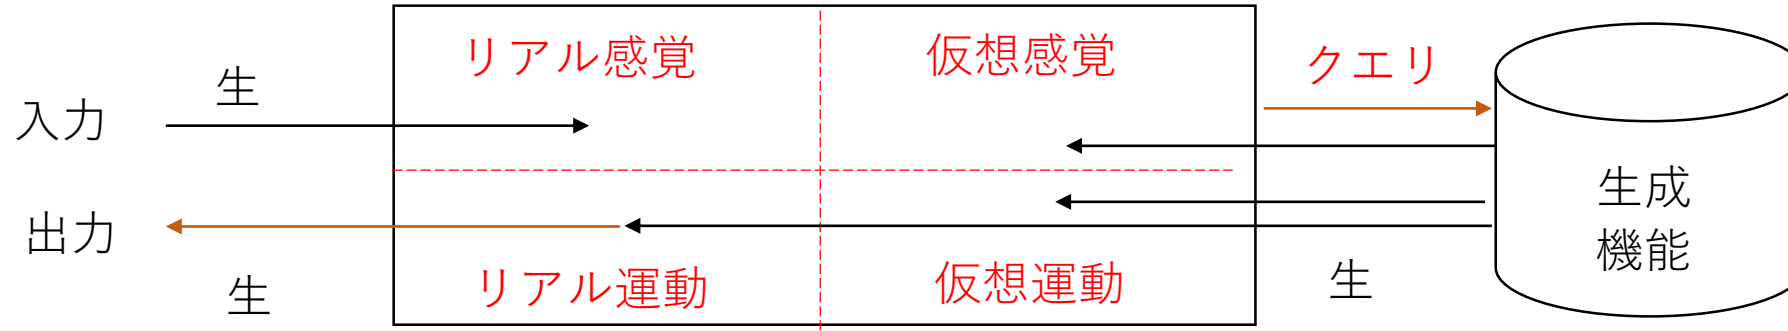 リアル感覚
仮想感覚
クエリ
生
入力
生成
機能
出力
リアル運動
仮想運動
生
生